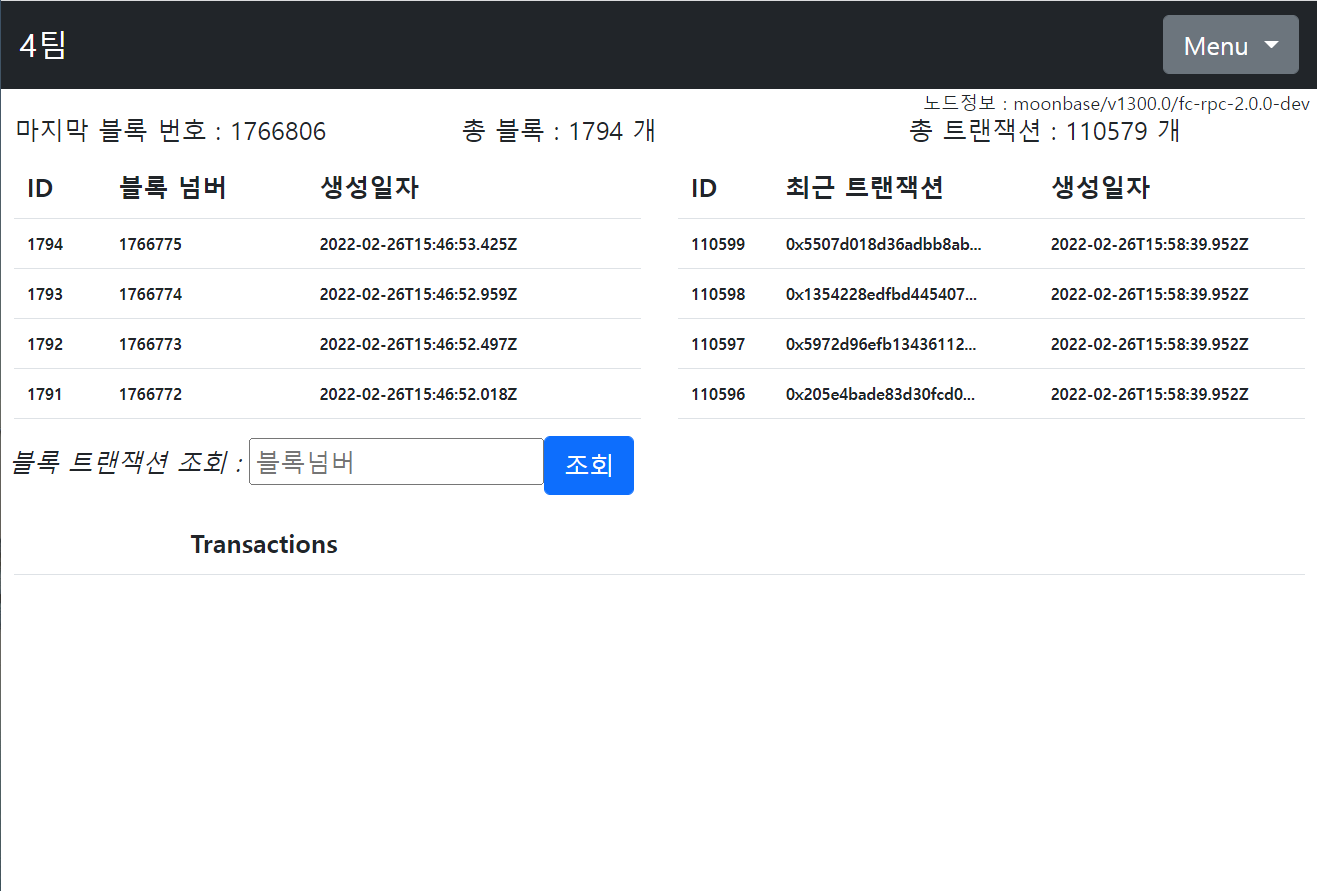 4팀 Menu
노드정보 : moonbase/v1300.0/fc-rpc-2.0.0-dev
마지막 블록 번호 : 1766806 총 블록 : 1794 개 총 트랜잭션 : 110579 개
ID 블록 넘버 생성일자 ID 최근 트랜잭션 생성일자
1794 1766775 2022-02-26T15:46:53.425Z 110599 0x5507d018d36adbb8ab... 2022-02-26T15:58:39.952Z
1793 1766774 2022-02-26T15:46:52.959Z 110598 0x1354228edfbd445407... 2022-02-26T15:58:39.952Z
1792 1766773 2022-02-26T15:46:52.497Z 110597 0x5972d96efb13436112... 2022-02-26T15:58:39.952Z
1791 1766772 2022-02-26T15:46:52.018Z 110596 0x205e4bade83d30fcd0... 2022-02-26T15:58:39.952Z
블록 트랜잭션 조회 : 블록넘버 조회
Transactions